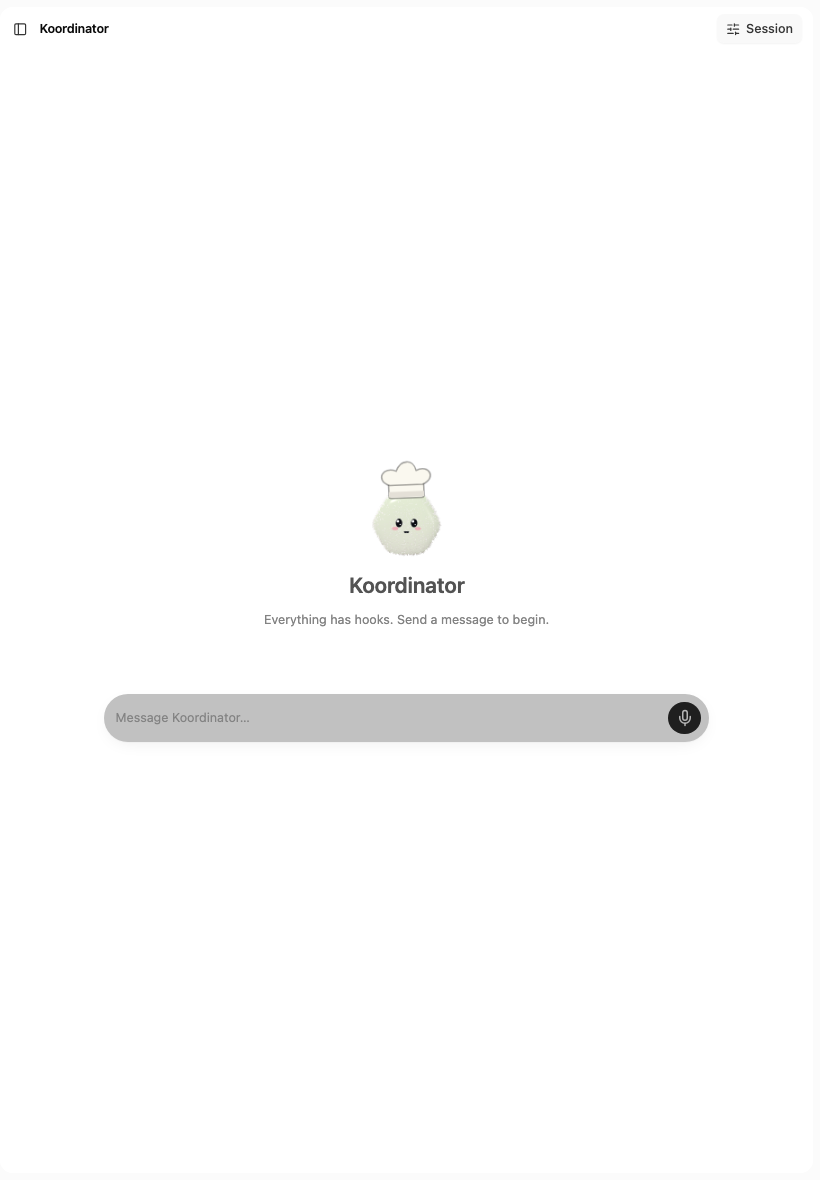 Koordinator
Session
Koordinator
Everything has hooks. Send a message to begin.
Message Koordinator...